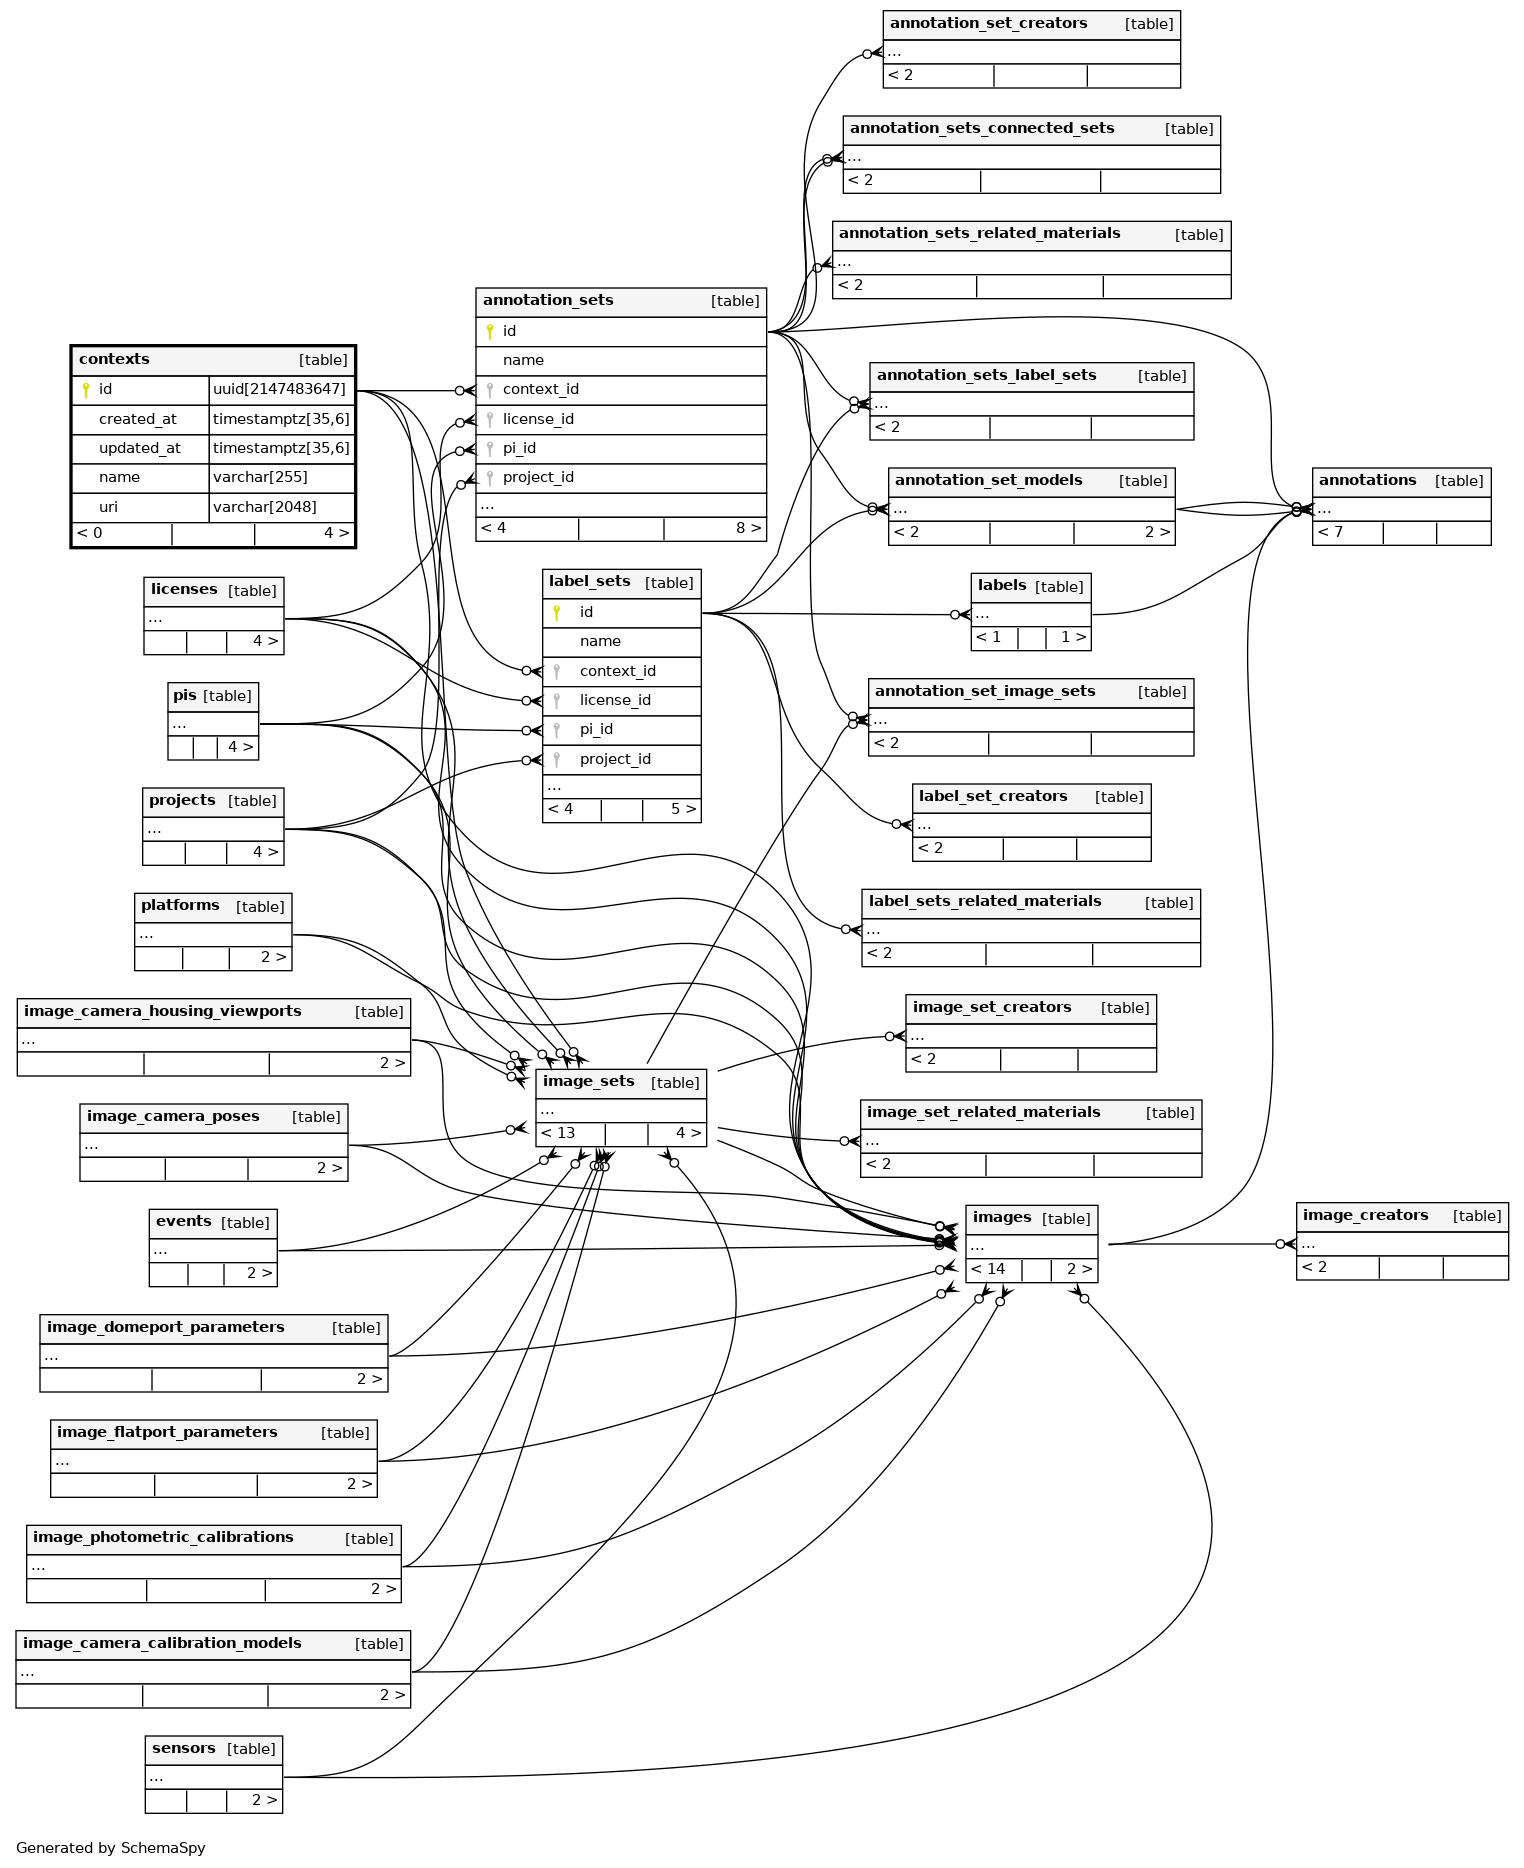 annotation_set_creators [table]
...
< 2
annotation_sets_connected_sets [table]
...
< 2
annotation_sets_related_materials [table]
...
< 2
annotation_sets [table]
id
name
context_id
license_id
pi_id
project_id
...
< 4 8 >
contexts [table]
id uuid[2147483647]
created_at timestamptz[35,6]
updated_at timestamptz[35,6]
name varchar[255]
uri varchar[2048]
< 0 4 >
annotation_sets_label_sets [table]
...
< 2
annotation_set_models [table]
...
< 2 2 >
annotations [table]
...
< 7
licenses [table]
...
4 >
label_sets [table]
id
name
context_id
license_id
pi_id
project_id
...
< 4 5 >
labels [table]
...
< 1 1 >
pis [table]
...
4 >
annotation_set_image_sets [table]
...
< 2
projects [table]
...
4 >
label_set_creators [table]
...
< 2
platforms [table]
...
2 >
label_sets_related_materials [table]
...
< 2
image_camera_housing_viewports [table]
...
2 >
image_set_creators [table]
...
< 2
image_sets [table]
...
< 13 4 >
image_camera_poses [table]
...
2 >
image_set_related_materials [table]
...
< 2
events [table]
...
2 >
images [table]
...
< 14 2 >
image_creators [table]
...
< 2
image_domeport_parameters [table]
...
2 >
image_flatport_parameters [table]
...
2 >
image_photometric_calibrations [table]
...
2 >
image_camera_calibration_models [table]
...
2 >
sensors [table]
...
2 >
Generated by SchemaSpy